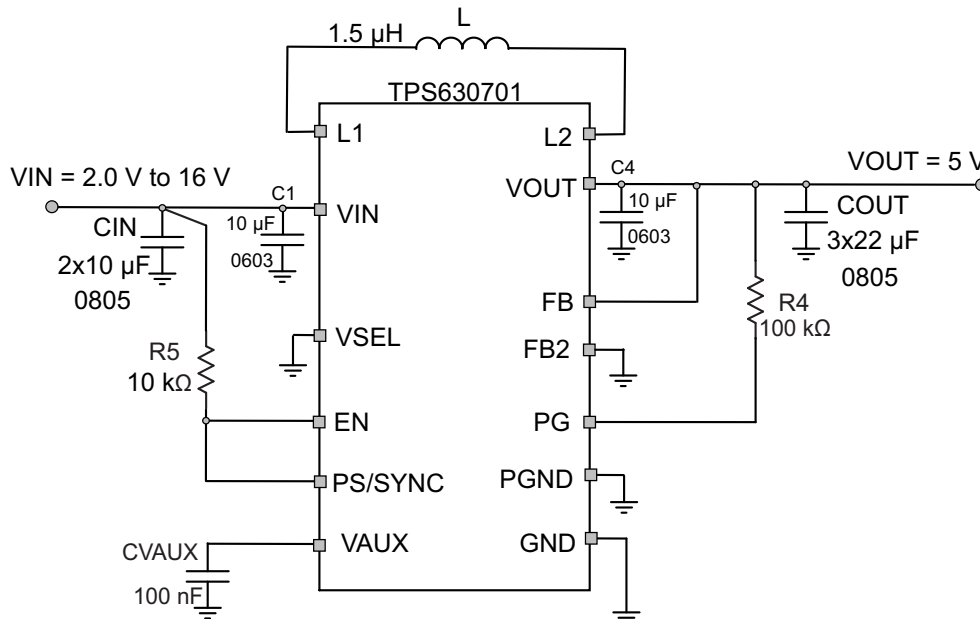 L
1.5 µH
TPS630701
L1
L2
VIN = 2.0 V to 16 V
C1
VIN
CIN
10 µF
2x10 µF
0603
0805
C4
VOUT
VOUT = 5 V
10 µF
0603
COUT
3x22 µF
0805
VSEL
FB
R4
100 kΩ
FB2
R5
10 kΩ
EN
PG
PS/SYNC
PGND
VAUX
GND
CVAUX
100 nF